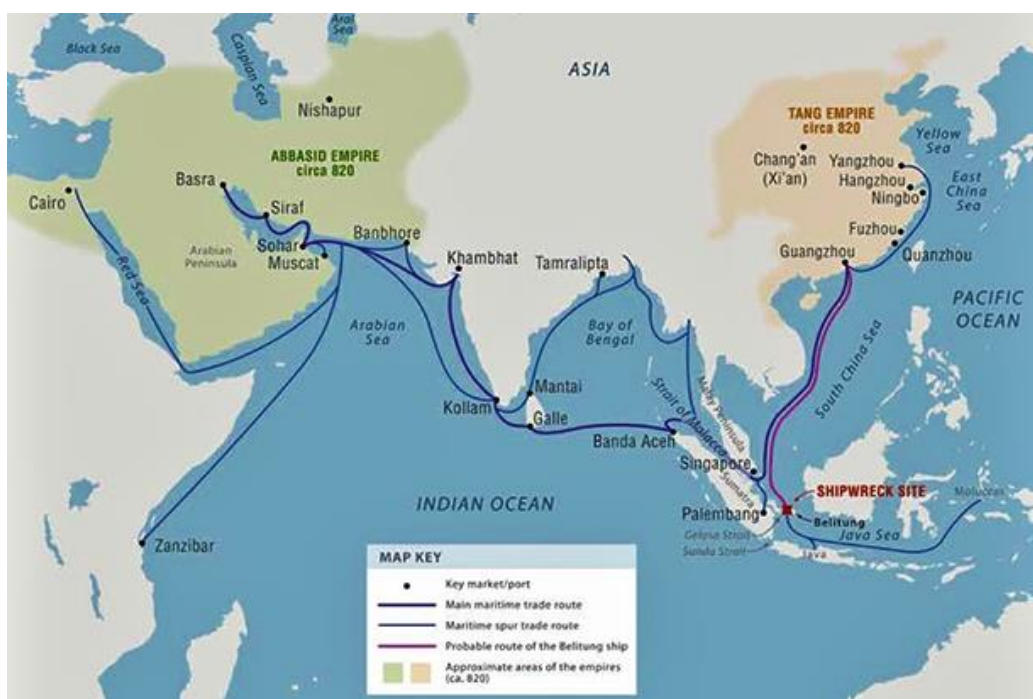 Black Sea
Caspian Sea
Aral
Sea
ASIA
Nishapur
ABBASID EMPIRE
circa 820
TANG EMPIRE
circa 820
Yellow
Sea
Chang'an
(Xi'an)
Yangzhou
Hangzhou
Ningbo
East
China
Sea
Cairo
Basra
Siraf
Sohar
Muscat
Arabian
Peninsula
Red Sea
Banbhore
Khambhat
Tamralipta
Fuzhou
Guangzhou
Quanzhou
PACIFIC
OCEAN
Arabian
Sea
Bay of
Bengal
South China Sea
Kollam
Mantai
Galle
Banda Aceh
Strait of Malacca
Malay Peninsula
Singapore
Sumatra
Palembang
SHIPWRECK SITE
Belitung
Moluccas
Gelasa Strait
Sunda Strait
Java Sea
Java
INDIAN OCEAN
Zanzibar
MAP KEY
Key market/port
Main maritime trade route
Maritime spur trade route
Probable route of the Belitung ship
Approximate areas of the empires
(ca. 820)